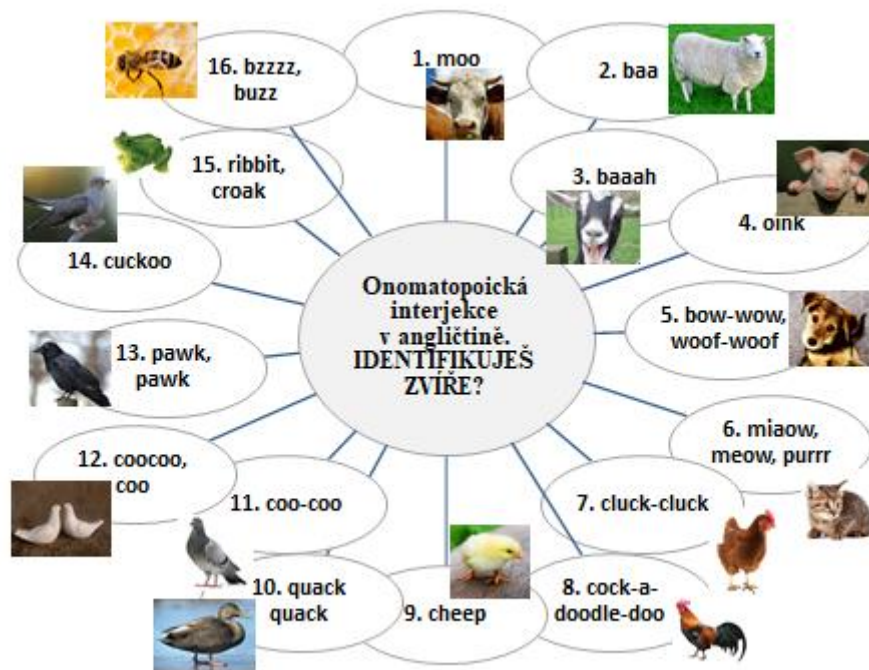 Onomatopoická
interjekce
v angličtině.
IDENTIFIKUJEŠ
ZVÍŘE?
1. moo
2. baa
3. baaah
4. oink
5. bow-wow,
woof-woof
6. miaow,
meow, purrr
7. cluck-cluck
8. cock-a-
doodle-doo
9. cheep
10. quack
quack
11. coo-coo
12. coocoo,
coo
13. pawk,
pawk
14. cuckoo
15. ribbit,
croak
16. bzzzz,
buzz